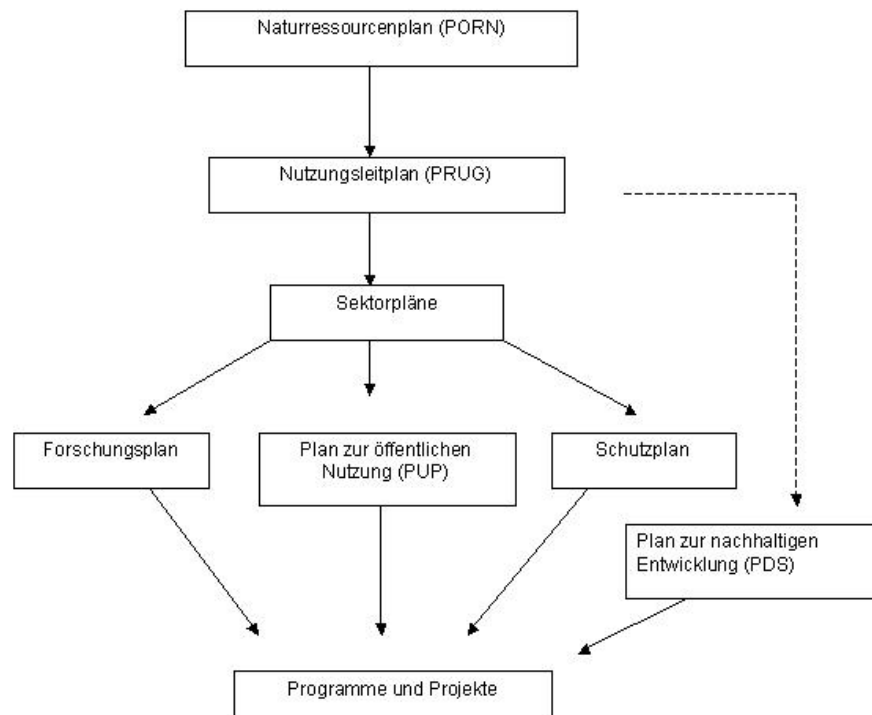 Naturressourcenplan (PORN)
Nutzungsleitplan (PRUG)
Sektorpläne
Forschungsplan
Plan zur öffentlichen
Nutzung (PUP)
Schutzplan
Plan zur nachhaltigen
Entwicklung (PDS)
Programme und Projekte